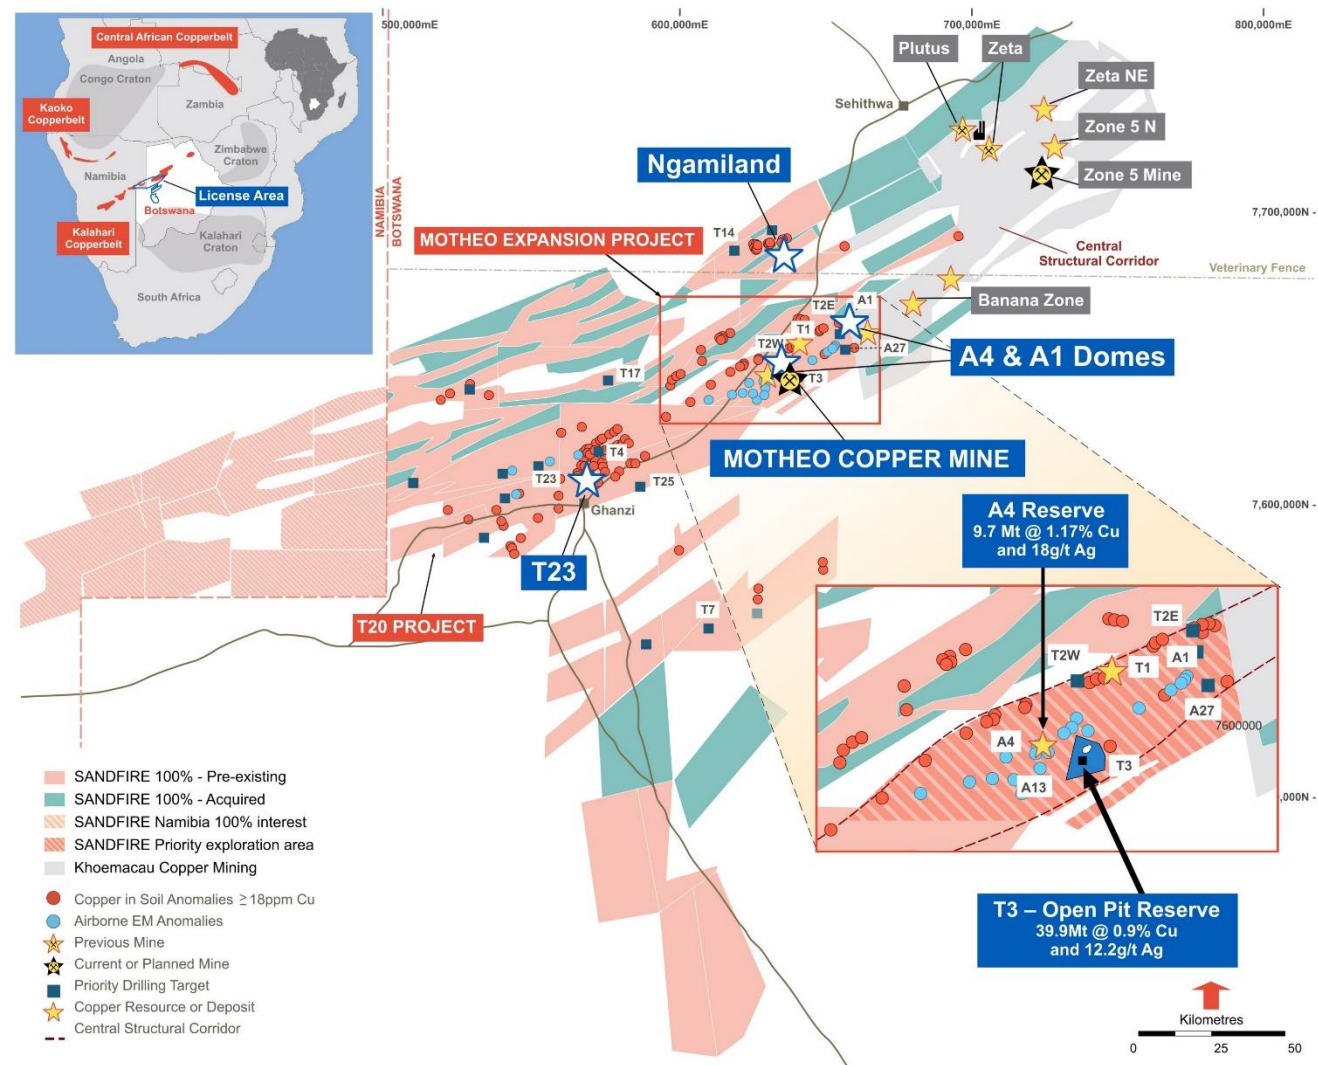 500,000mE
600,000mE
700,000mE
800,000mE
Central African Copperbelt
Angola
Congo Craton
Zambia
Kaoko
Copperbelt
Zimbabwe
Craton
Namibia
License Area
Botswana
Kalahari
Copperbelt
Kalahari
Craton
South Africa
NAMIBIA
BOTSWANA
Plutus
Zeta
Zeta NE
Sehithwa
Zone 5 N
Ngamiland
Zone 5 Mine
7,700,000N -
T14
MOTHEO EXPANSION PROJECT
Central
Structural Corridor
Veterinary Fence
Banana Zone
T2E
A1
T1
T2W
A27
A4 & A1 Domes
T17
T3
MOTHEO COPPER MINE
T4
T23
T25
Ghanzi
7,600,000N -
A4 Reserve
9.7 Mt @ 1.17% Cu
and 18g/t Ag
T23
T7
T20 PROJECT
T2E
T2W
T1
A1
A27
7600000
A4
T3
A13
,000N -
T3 – Open Pit Reserve
39.9Mt @ 0.9% Cu
and 12.2g/t Ag
SANDFIRE 100% - Pre-existing
SANDFIRE 100% - Acquired
SANDFIRE Namibia 100% interest
SANDFIRE Priority exploration area
Khoemacau Copper Mining
Copper in Soil Anomalies ≥18ppm Cu
Airborne EM Anomalies
Previous Mine
Current or Planned Mine
Priority Drilling Target
Copper Resource or Deposit
Central Structural Corridor
Kilometres
0 25 50